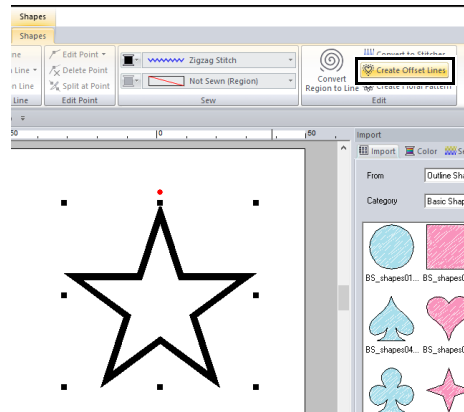 Shapes
Shapes
Edit Point
Delete Point
Split at Point
Line
Edit Point
Zigzag Stitch
Not Sewn (Region)
Sew
Convert
Region to Line
Convert to Stitches
Create Offset Lines
Create Floral Pattern
Edit
0
50
Import
Import
Color
From
Outline Sha
Category
Basic Shap
BS_shapes01...
BS_shapes0
BS_shapes04...
BS_shapes0